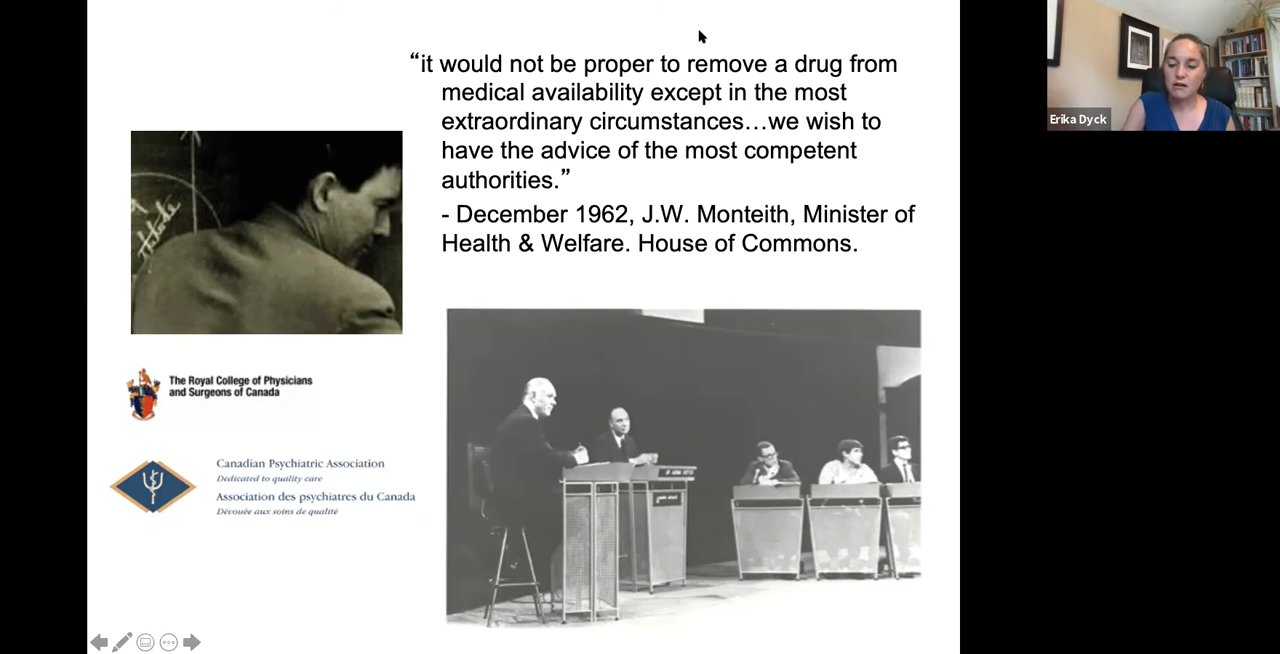 “it would not be proper to remove a drug from
medical availability except in the most
extraordinary circumstances…we wish to
have the advice of the most competent
authorities.”
- December 1962, J.W. Monteith, Minister of
Health & Welfare. House of Commons.
Erika Dyck
The Royal College of Physicians
and Surgeons of Canada
Canadian Psychiatric Association
Dedicated to quality care
Association des psychiatres du Canada
Dévouée aux soins de qualité